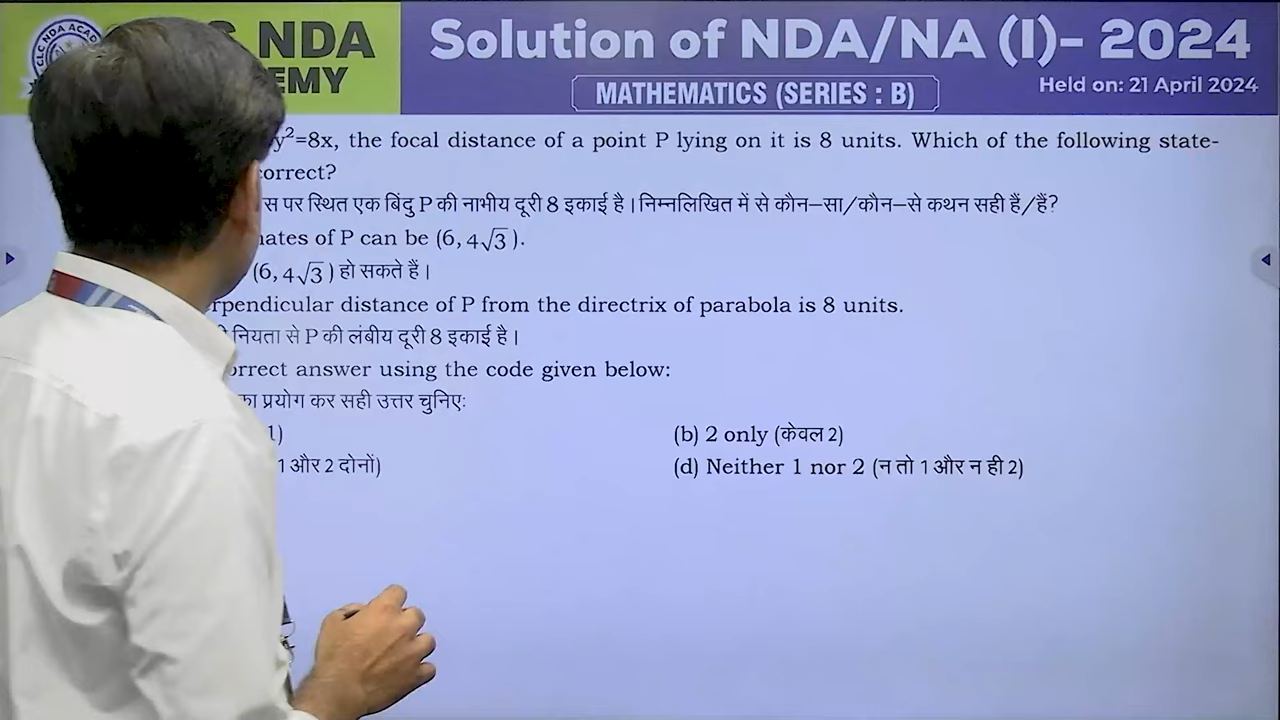 CLC NDA ACAD
NDA
EMY
Solution of NDA/NA (I)- 2024
MATHEMATICS (SERIES : B)
Held on: 21 April 2024
y²=8x, the focal distance of a point P lying on it is 8 units. Which of the following state-
correct?
स पर स्थित एक बिंदु P की नाभीय दूरी 8 इकाई है। निम्नलिखित में से कौन–सा/कौन–से कथन सही हैं/हैं?
nates of P can be (6, 4√3).
(6, 4√3) हो सकते हैं।
rpendicular distance of P from the directrix of parabola is 8 units.
नियता से P की लंबीय दूरी 8 इकाई है।
orrect answer using the code given below:
का प्रयोग कर सही उत्तर चुनिए:
1)
(b) 2 only (केवल 2)
1 और 2 दोनों)
(d) Neither 1 nor 2 (न तो 1 और न ही 2)